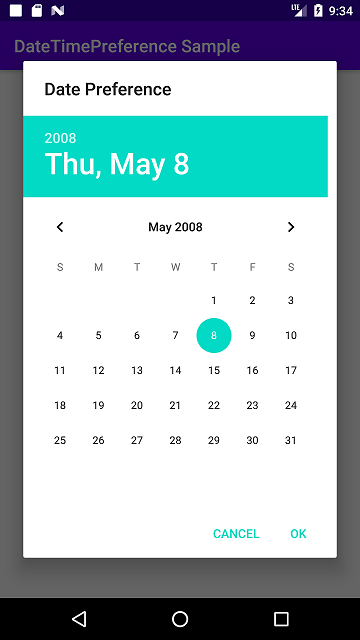 LTE 9:34
DateTimePreference Sample
Date Preference
2008
Thu, May 8
May 2008
S M T W T F S
1 2 3
4 5 6 7 8 9 10
11 12 13 14 15 16 17
18 19 20 21 22 23 24
25 26 27 28 29 30 31
CANCEL OK